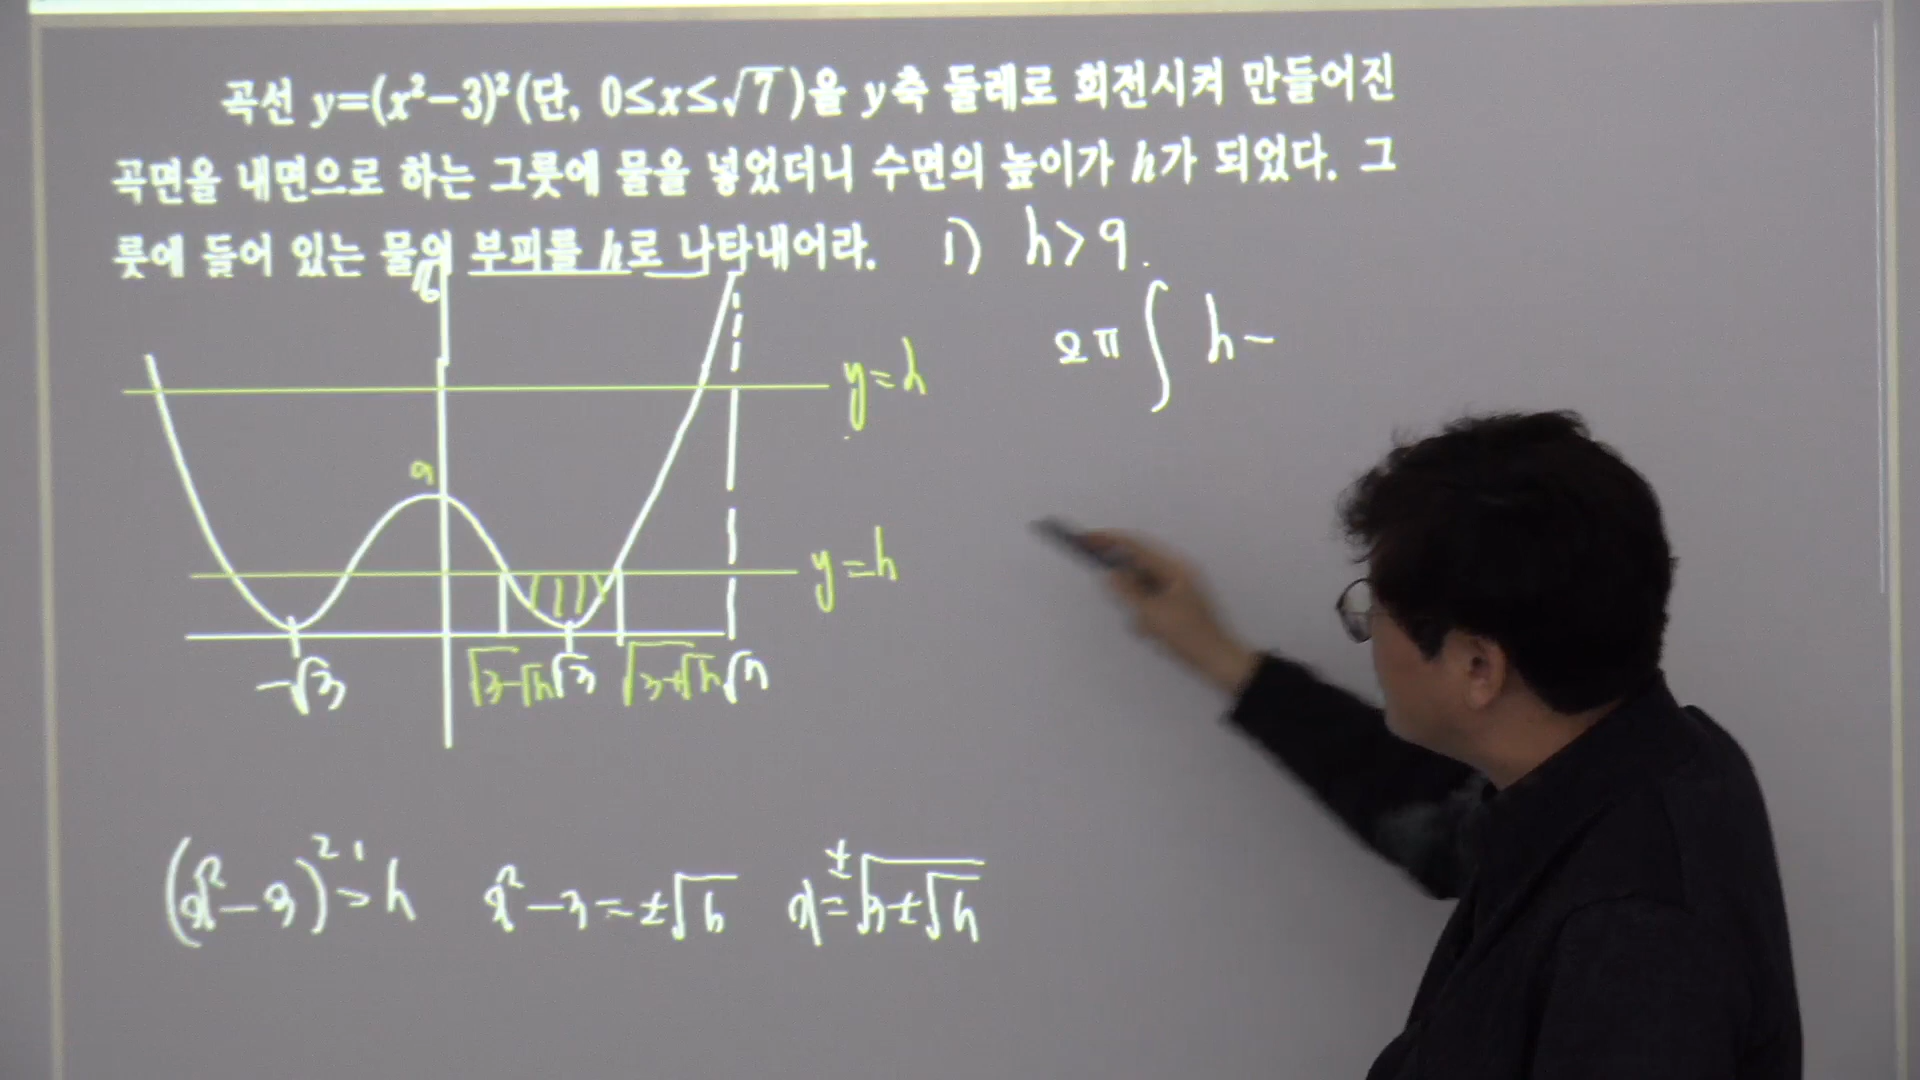 곡선 y=(x²−3)²(단, 0≤x≤√7)을 y축 둘레로 회전시켜 만들어진
곡면을 내면으로 하는 그릇에 물을 넣었더니 수면의 높이가 h가 되었다. 그
릇에 들어 있는 물의 부피를 h로 나타내어라.
i) h>9.
2π∫ h−
16
y=h
9
y=h
−√3
√3−√h
√3
√3+√h
√7
(x²−3)²=h
x²−3=±√h
x=±√3±√h